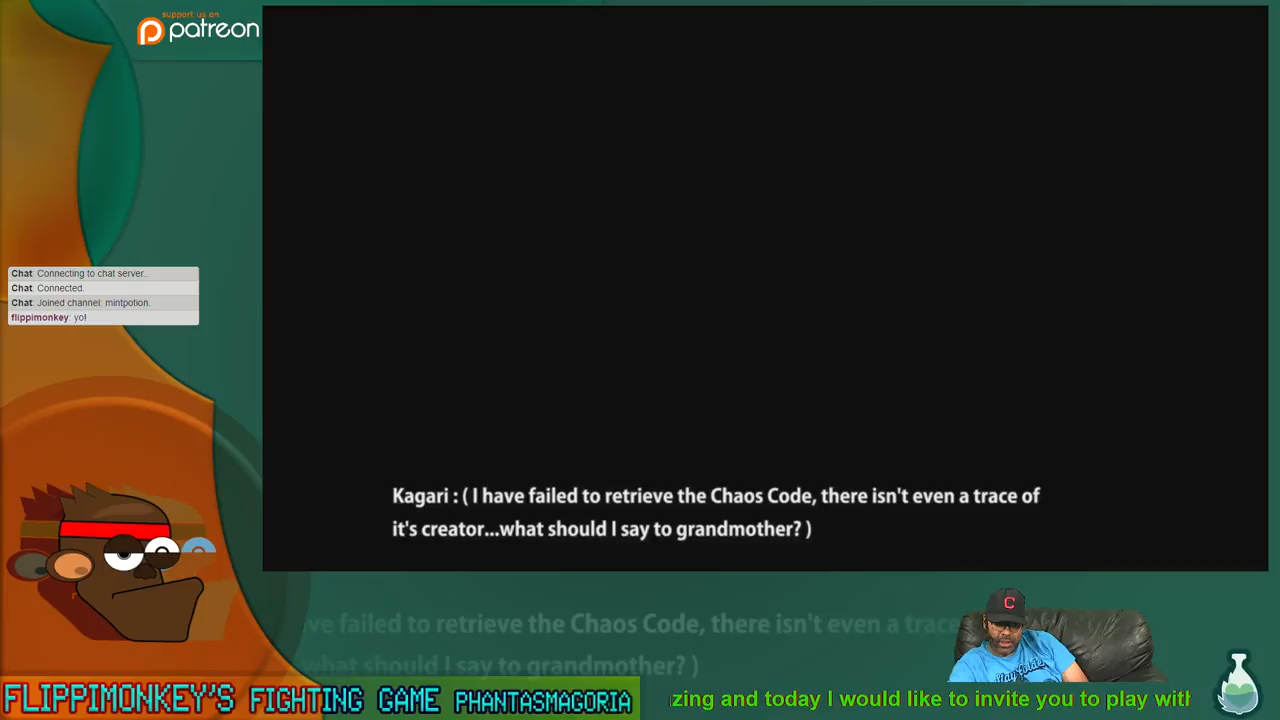 support us on
patreon
Chat: Connecting to chat server..
Chat: Connected.
Chat: Joined channel: mintpotion.
flippimonkey: yo!
Kagari : ( I have failed to retrieve the Chaos Code, there isn't even a trace of
it's creator...what should I say to grandmother? )
ve failed to retrieve the Chaos Code, there isn't even a trace
what should I say to grandmother? )
C
FLIPPIMONKEY'S FIGHTING GAME PHANTASMAGORIA
zing and today I would like to invite you to play with